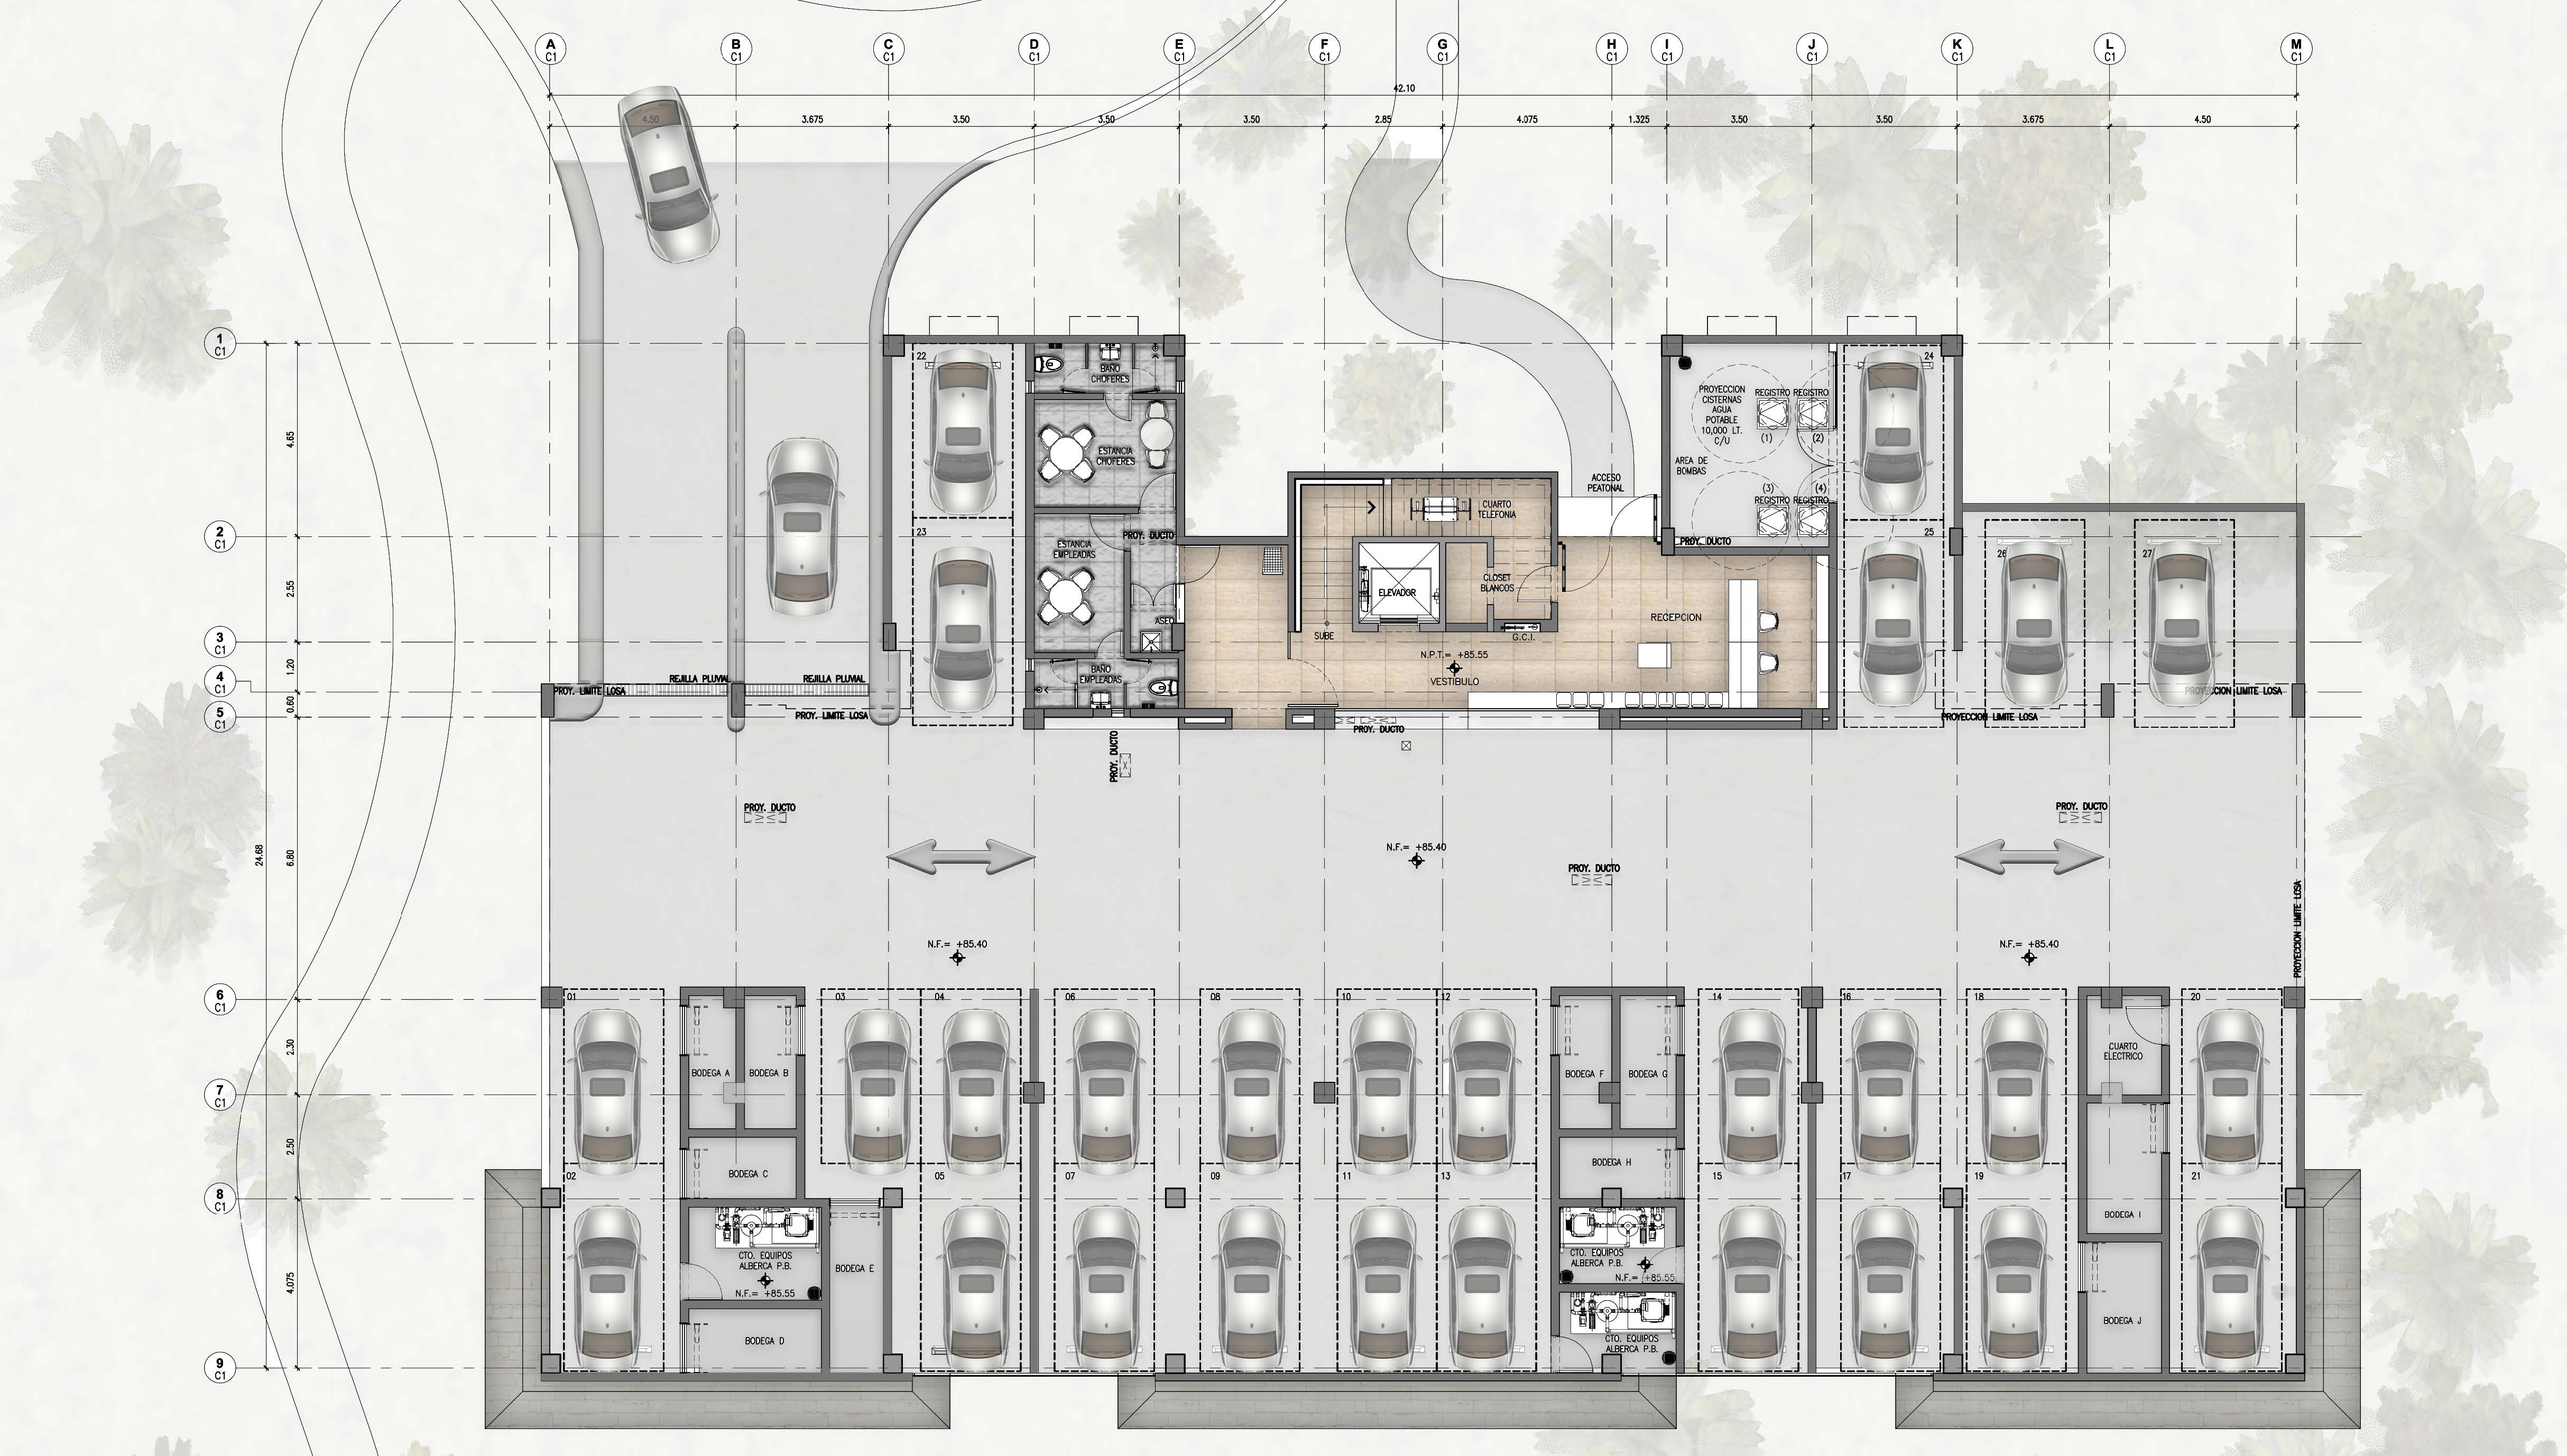 A
C1
B
C1
C
C1
D
C1
E
C1
F
C1
G
C1
H
C1
I
C1
J
C1
K
C1
L
C1
M
C1
42.10
4.50
3.675
3.50
3.50
3.50
2.85
4.075
1.325
3.50
3.50
3.675
4.50
1
C1
2
C1
3
C1
4
C1
5
C1
6
C1
7
C1
8
C1
9
C1
24.68
4.65
2.55
1.20
0.60
6.80
2.30
2.50
4.075
22
23
BAÑO
CHOFERES
ESTANCIA
CHOFERES
PROY. DUCTO
ESTANCIA
EMPLEADAS
ASEO
BAÑO
EMPLEADAS
CUARTO
TELEFONIA
ELEVADOR
CLOSET
BLANCOS
SUBE
G.C.I.
N.P.T.= +85.55
VESTIBULO
RECEPCION
ACCESO
PEATONAL
PROYECCION
CISTERNAS
AGUA
POTABLE
10,000 LT.
C/U
REGISTRO
(1)
REGISTRO
(2)
AREA DE
BOMBAS
(3)
REGISTRO
(4)
REGISTRO
PROY. DUCTO
24
25
26
27
PROY. LIMITE LOSA
REJILLA PLUVIAL
REJILLA PLUVIAL
PROY. LIMITE LOSA
PROYECCION LIMITE LOSA
PROYECCION LIMITE LOSA
PROY. DUCTO
PROY. DUCTO
PROY. DUCTO
PROY. DUCTO
PROY. DUCTO
N.F.= +85.40
N.F.= +85.40
N.F.= +85.40
PROYECCION LIMITE LOSA
01
03
04
06
08
10
12
14
16
18
20
BODEGA A
BODEGA B
BODEGA F
BODEGA G
CUARTO
ELECTRICO
BODEGA C
BODEGA H
02
05
07
09
11
13
15
17
19
21
BODEGA I
CTO. EQUIPOS
ALBERCA P.B.
N.F.= +85.55
BODEGA E
CTO. EQUIPOS
ALBERCA P.B.
N.F.= +85.55
BODEGA D
CTO. EQUIPOS
ALBERCA P.B.
BODEGA J